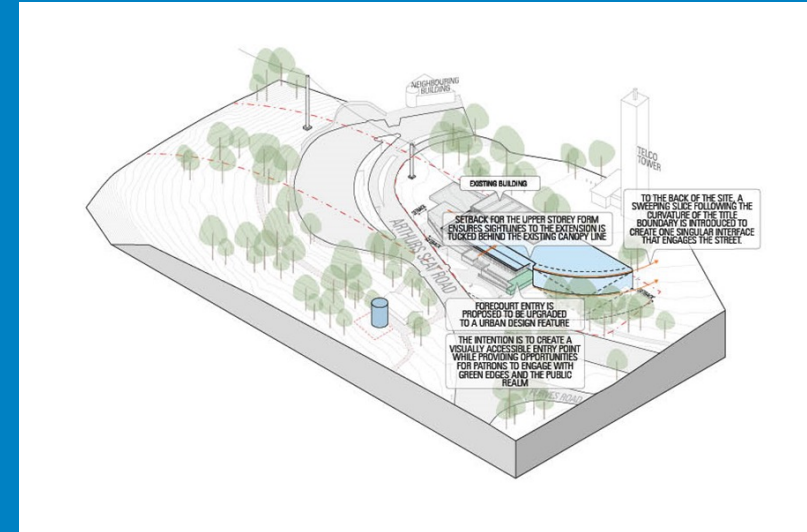 NEIGHBOURING
BUILDING
TELCO
TOWER
EXISTING BUILDING
TO THE BACK OF THE SITE, A
SWEEPING SLICE FOLLOWING THE
CURVATURE OF THE TITLE
BOUNDARY IS INTRODUCED TO
CREATE ONE SINGULAR INTERFACE
THAT ENGAGES THE STREET.
SETBACK FOR THE UPPER STOREY FORM
ENSURES SIGHTLINES TO THE EXTENSION IS
TUCKED BEHIND THE EXISTING CANOPY LINE
ARTHURS SEAT ROAD
FORECOURT ENTRY IS
PROPOSED TO BE UPGRADED
TO A URBAN DESIGN FEATURE
THE INTENTION IS TO CREATE A
VISUALLY ACCESSIBLE ENTRY POINT
WHILE PROVIDING OPPORTUNITIES
FOR PATRONS TO ENGAGE WITH
GREEN EDGES AND THE PUBLIC
REALM
ROAD